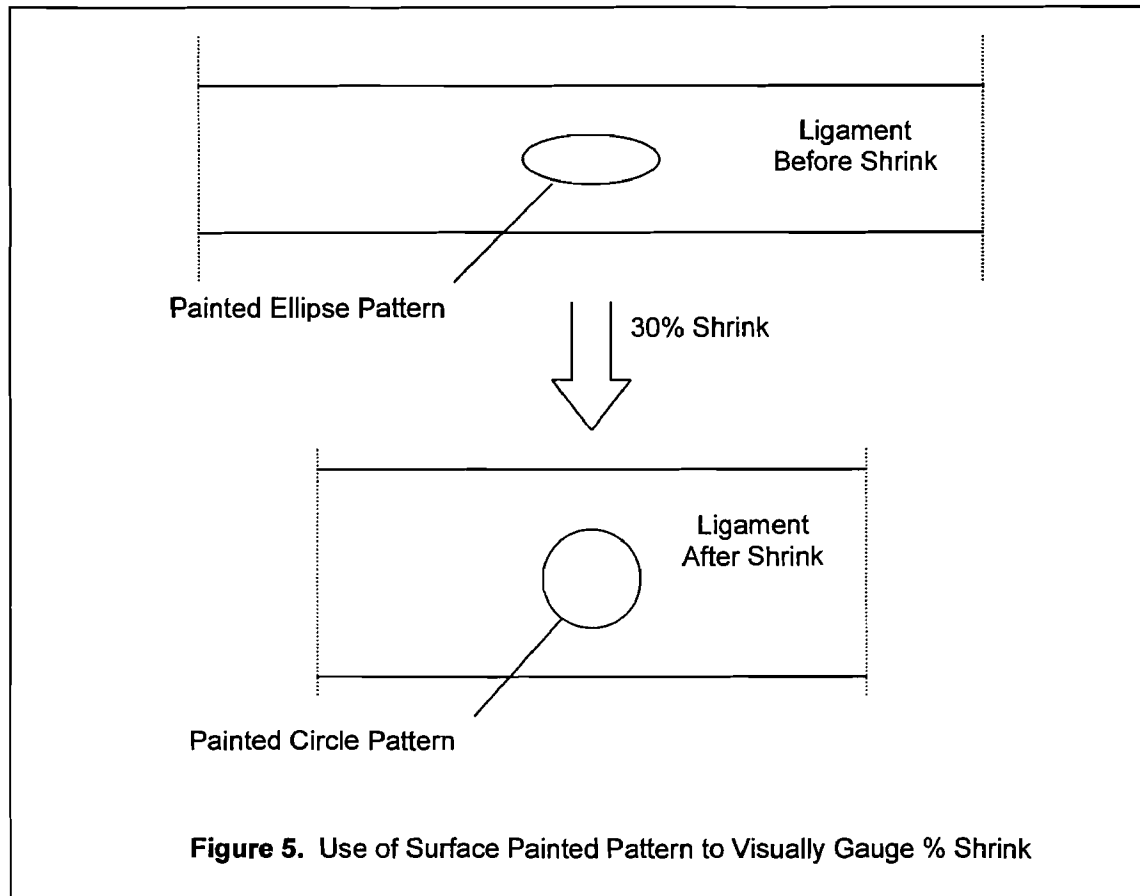 Ligament
Before Shrink
Painted Ellipse Pattern
30% Shrink
Ligament
After Shrink
Painted Circle Pattern
Figure 5. Use of Surface Painted Pattern to Visually Gauge % Shrink